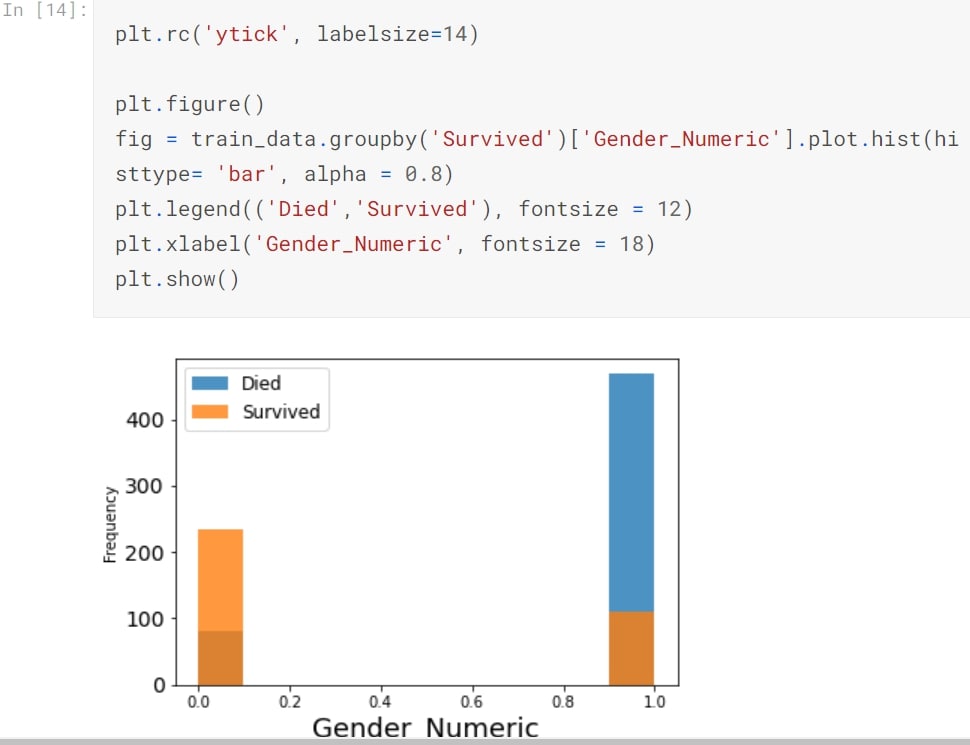 In [14]:
plt.rc('ytick', labelsize=14)
plt.figure()
fig = train_data.groupby('Survived')['Gender_Numeric'].plot.hist(hi
sttype= 'bar', alpha = 0.8)
plt.legend(('Died','Survived'), fontsize = 12)
plt.xlabel('Gender_Numeric', fontsize = 18)
plt.show()
Died
Survived
400
300
200
100
0
Frequency
0.0 0.2 0.4 0.6 0.8 1.0
Gender_Numeric